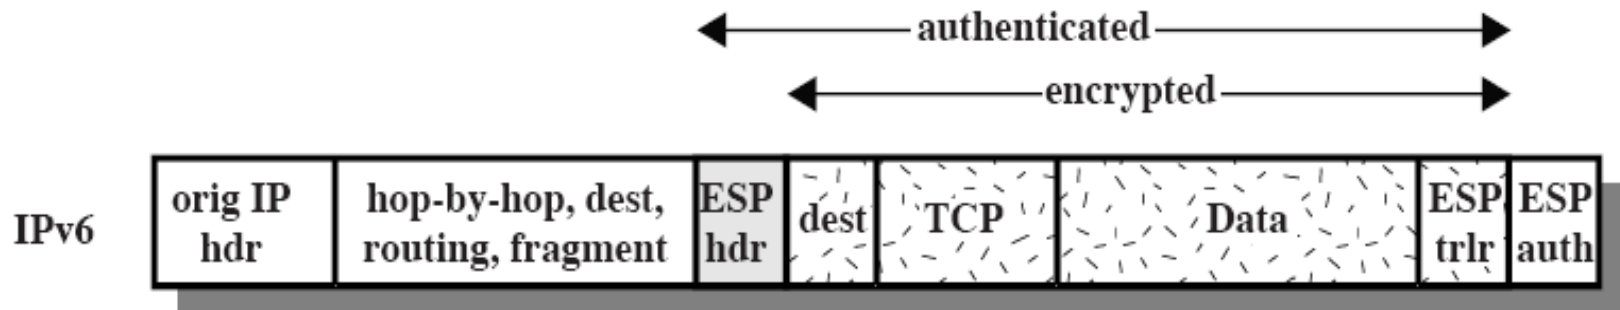 authenticated
encrypted
IPv6
orig IP
hdr
hop-by-hop, dest,
routing, fragment
ESP
hdr
dest
TCP
Data
ESP
trlr
ESP
auth